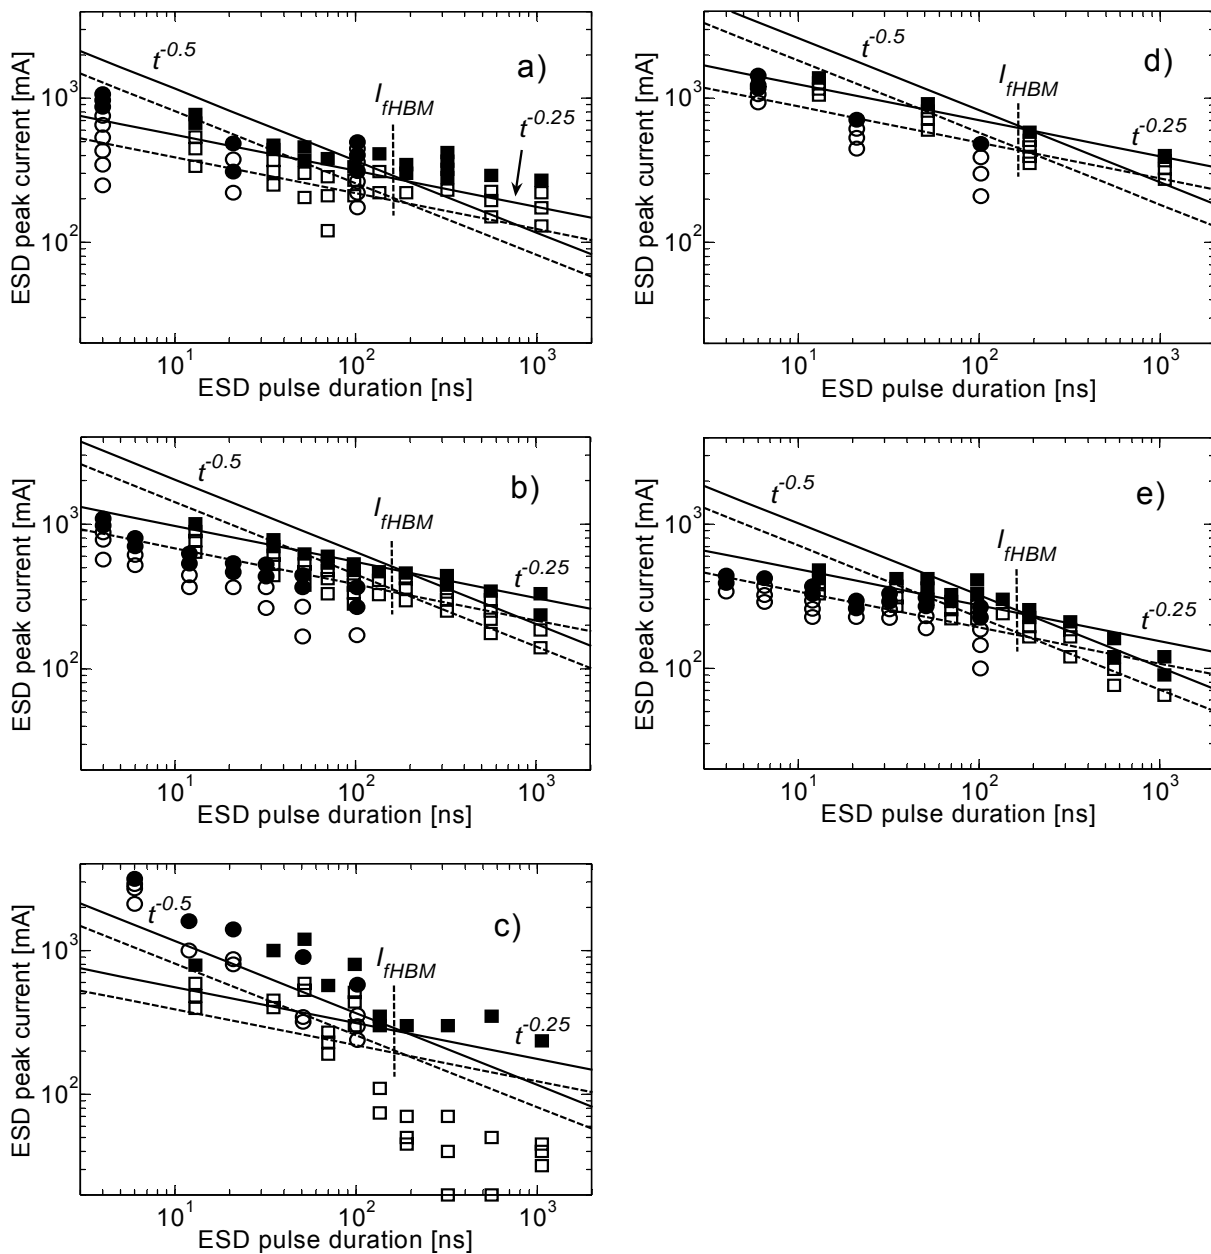 ESD peak current [mA]
10^3
10^2
t^-0.5
a)
I_fHBM
t^-0.25
10^1 10^2 10^3
ESD pulse duration [ns]
ESD peak current [mA]
10^3
10^2
t^-0.5
d)
I_fHBM
t^-0.25
10^1 10^2 10^3
ESD pulse duration [ns]
ESD peak current [mA]
10^3
10^2
t^-0.5
b)
I_fHBM
t^-0.25
10^1 10^2 10^3
ESD pulse duration [ns]
ESD peak current [mA]
10^3
10^2
t^-0.5
e)
I_fHBM
t^-0.25
10^1 10^2 10^3
ESD pulse duration [ns]
ESD peak current [mA]
10^3
10^2
t^-0.5
c)
I_fHBM
t^-0.25
10^1 10^2 10^3
ESD pulse duration [ns]